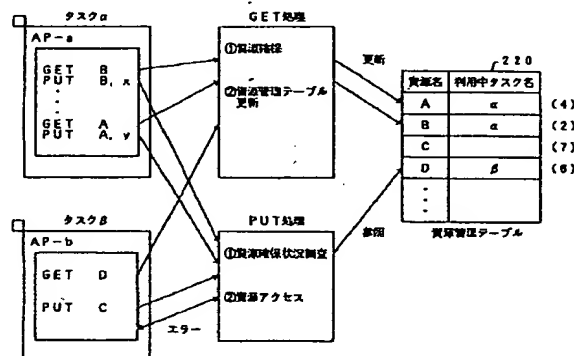 タスクα
AP-a
GET B
PUT B, x
GET A
PUT A, y
GET処理
①資源確保
②資源管理テーブル
更新
更新
220
資源名 利用中タスク名
A α (4)
B α (2)
C (7)
D β (6)
資源管理テーブル
タスクβ
AP-b
GET D
PUT C
エラー
PUT処理
①資源確保状況調査
②資源アクセス
参照